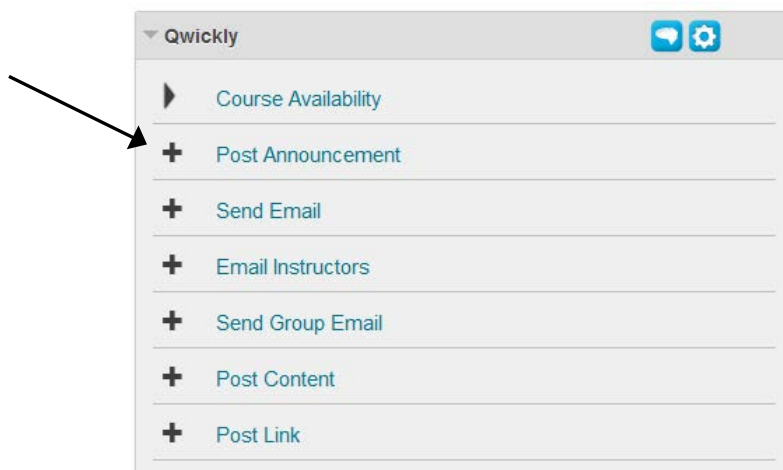 Qwickly
Course Availability
Post Announcement
Send Email
Email Instructors
Send Group Email
Post Content
Post Link